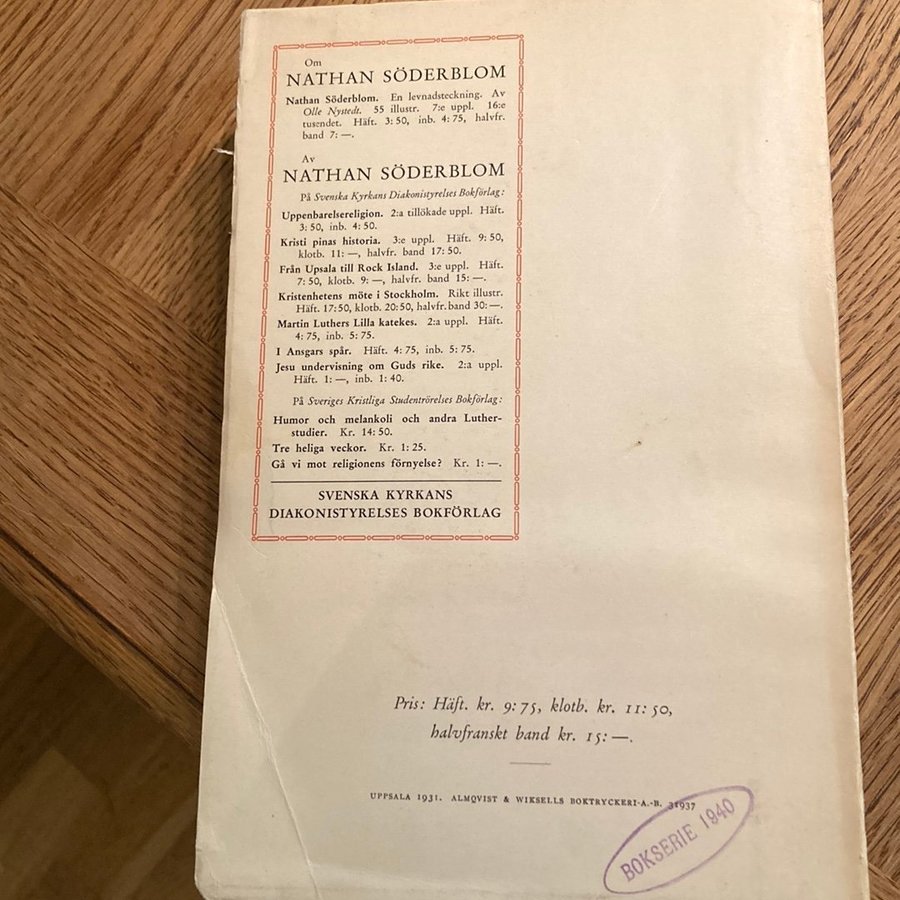 Om
NATHAN SÖDERBLOM
Nathan Söderblom. En levnadsteckning. Av
Olle Nystedt. 55 illustr. 7:e uppl. 16:e
tusendet. Häft. 3: 50, inb. 4: 75, halvfr.
band 7: —.
Av
NATHAN SÖDERBLOM
På Svenska Kyrkans Diakonistyrelses Bokförlag:
Uppenbarelsereligion. 2:a tillökade uppl. Häft.
3: 50, inb. 4: 50.
Kristi pinas historia. 3:e uppl. Häft. 9: 50,
klotb. 11: —, halvfr. band 17: 50.
Från Upsala till Rock Island. 3:e uppl. Häft.
7: 50, klotb. 9: —, halvfr. band 15: —.
Kristenhetens möte i Stockholm. Rikt illustr.
Häft. 17: 50, klotb. 20: 50, halvfr. band 30: —.
Martin Luthers Lilla katekes. 2:a uppl. Häft.
4: 75, inb. 5: 75.
I Ansgars spår. Häft. 4: 75, inb. 5: 75.
Jesu undervisning om Guds rike. 2:a uppl.
Häft. 1: —, inb. 1: 40.
På Sveriges Kristliga Studentrörelses Bokförlag:
Humor och melankoli och andra Luther-
studier. Kr. 14: 50.
Tre heliga veckor. Kr. 1: 25.
Gå vi mot religionens förnyelse? Kr. 1: —.
SVENSKA KYRKANS
DIAKONISTYRELSES BOKFÖRLAG
Pris: Häft. kr. 9: 75, klotb. kr. 11: 50,
halvfranskt band kr. 15: —.
UPPSALA 1931. ALMQVIST & WIKSELLS BOKTRYCKERI-A.-B. 31937
BOKSERIE 1940